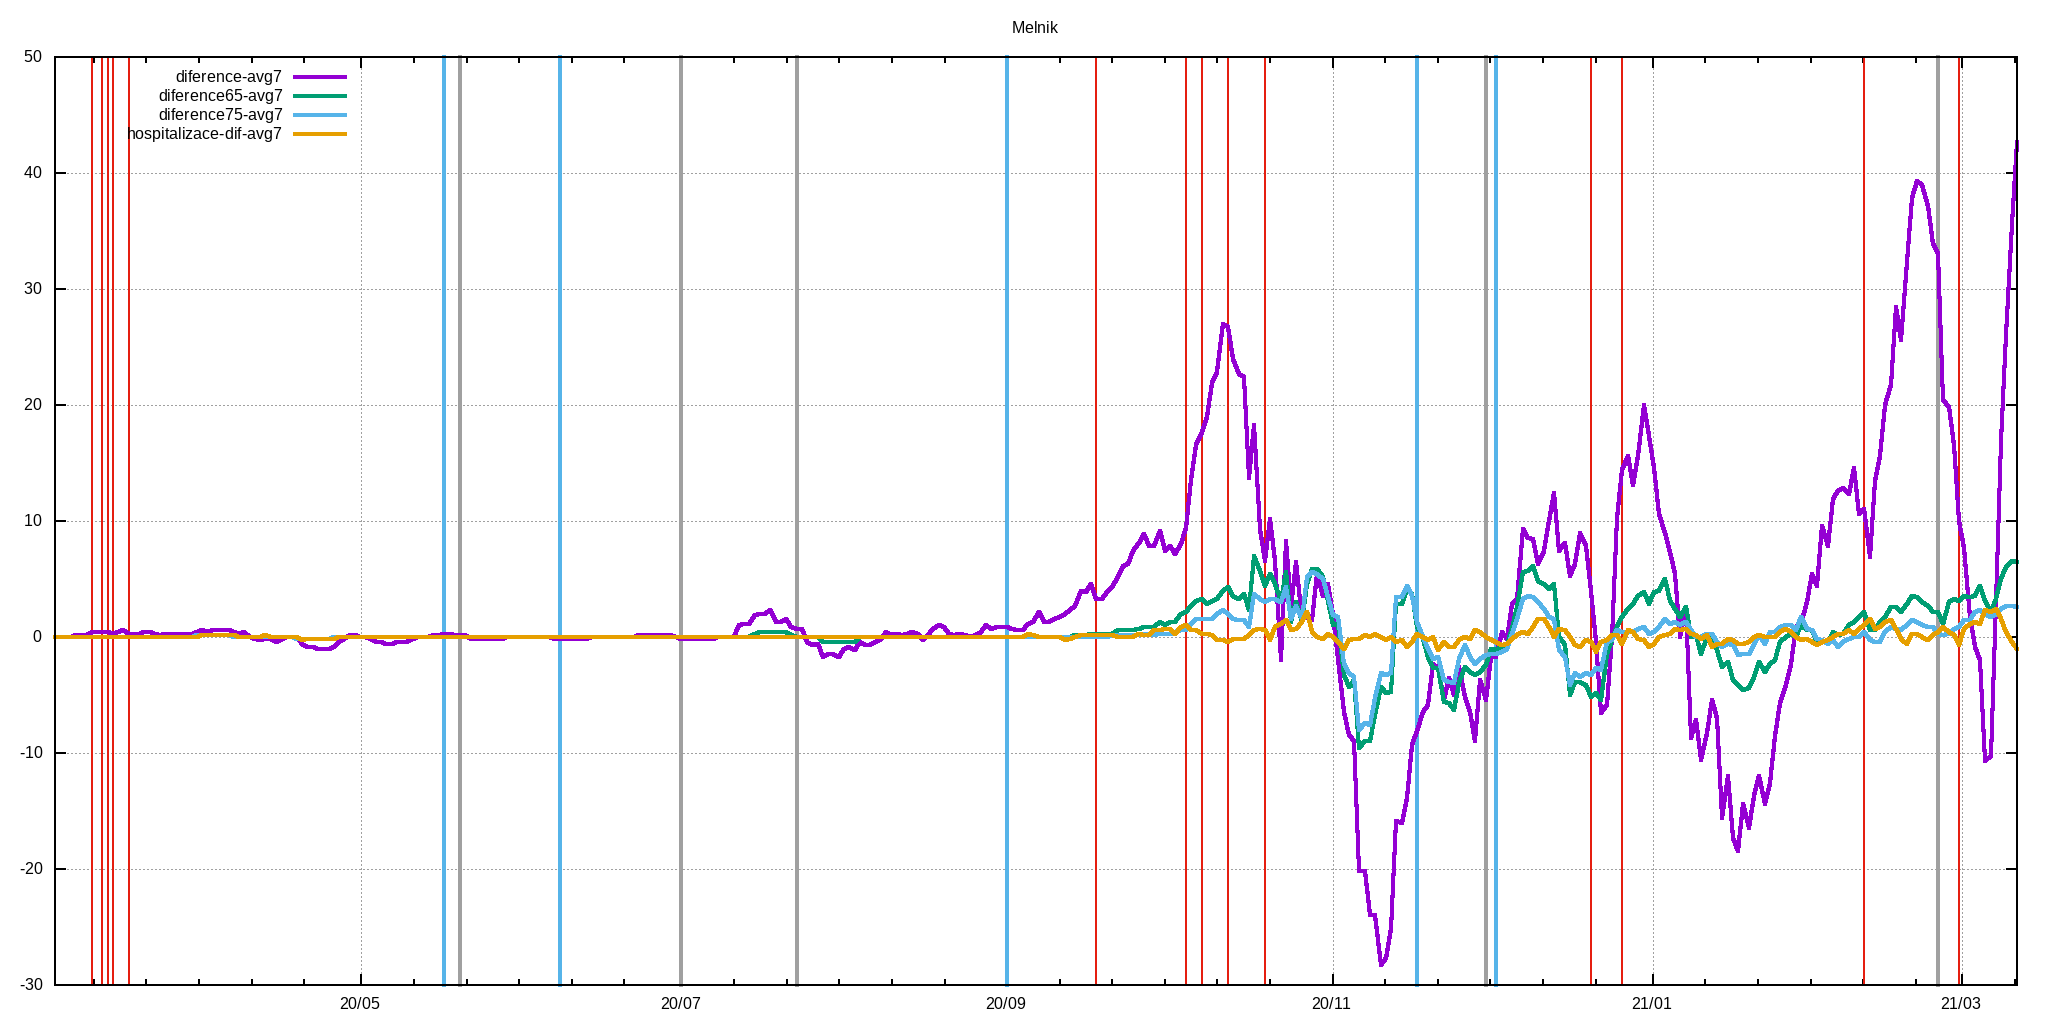 Melnik
50
diference-avg7
diference65-avg7
diference75-avg7
hospitalizace-dif-avg7
40
30
20
10
0
-10
-20
-30
20/05 20/07 20/09 20/11 21/01 21/03